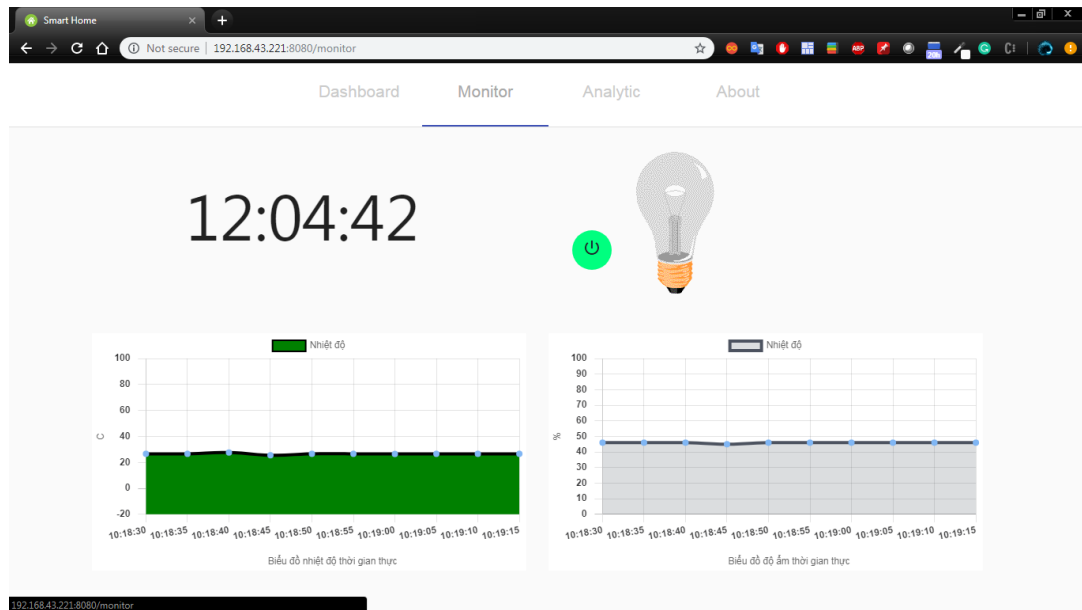 Smart Home
Not secure | 192.168.43.221:8080/monitor
ABP
20h
Dashboard Monitor Analytic About
12:04:42
Nhiệt độ
100
80
60
40
20
0
-20
C
10:18:30 10:18:35 10:18:40 10:18:45 10:18:50 10:18:55 10:19:00 10:19:05 10:19:10 10:19:15
Biểu đồ nhiệt độ thời gian thực
Nhiệt độ
100
90
80
70
60
50
40
30
20
10
0
%
10:18:30 10:18:35 10:18:40 10:18:45 10:18:50 10:18:55 10:19:00 10:19:05 10:19:10 10:19:15
Biểu đồ độ ẩm thời gian thực
192.168.43.221:8080/monitor